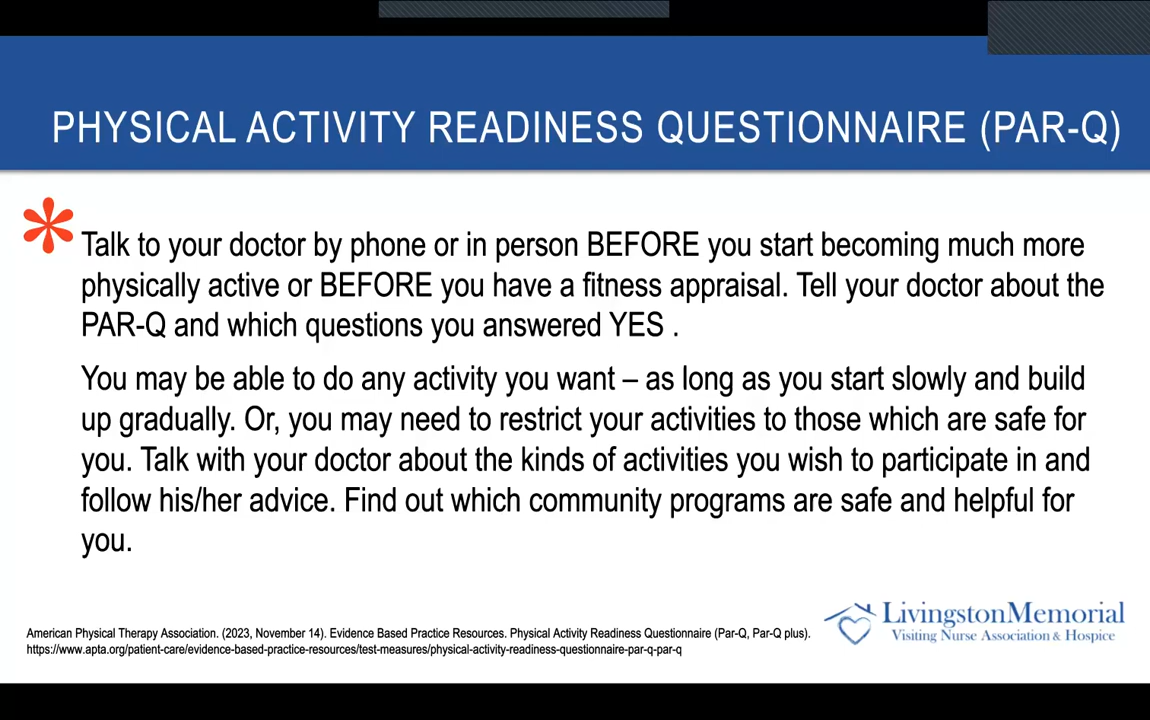 PHYSICAL ACTIVITY READINESS QUESTIONNAIRE (PAR-Q)
* Talk to your doctor by phone or in person BEFORE you start becoming much more
physically active or BEFORE you have a fitness appraisal. Tell your doctor about the
PAR-Q and which questions you answered YES .
You may be able to do any activity you want – as long as you start slowly and build
up gradually. Or, you may need to restrict your activities to those which are safe for
you. Talk with your doctor about the kinds of activities you wish to participate in and
follow his/her advice. Find out which community programs are safe and helpful for
you.
American Physical Therapy Association. (2023, November 14). Evidence Based Practice Resources. Physical Activity Readiness Questionnaire (Par-Q, Par-Q plus).
https://www.apta.org/patient-care/evidence-based-practice-resources/test-measures/physical-activity-readiness-questionnaire-par-q-par-q
LivingstonMemorial
Visiting Nurse Association & Hospice